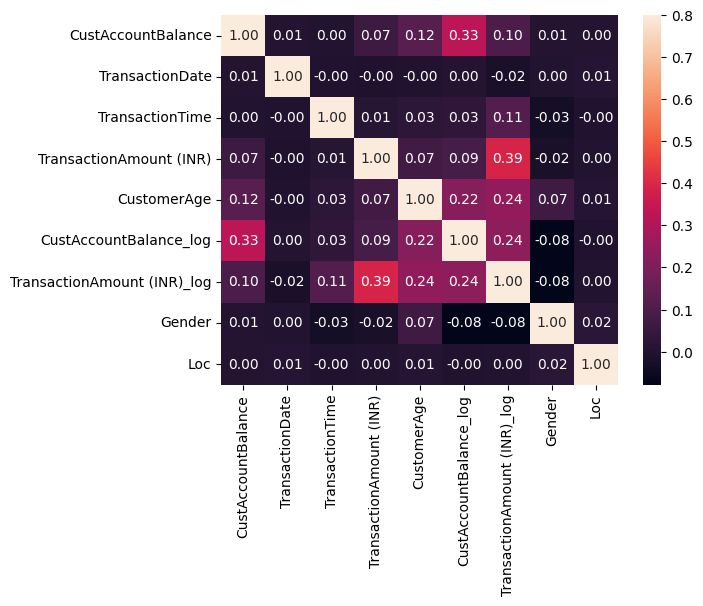 CustAccountBalance 1.00 0.01 0.00 0.07 0.12 0.33 0.10 0.01 0.00
TransactionDate 0.01 1.00 -0.00 -0.00 -0.00 0.00 -0.02 0.00 0.01
TransactionTime 0.00 -0.00 1.00 0.01 0.03 0.03 0.11 -0.03 -0.00
TransactionAmount (INR) 0.07 -0.00 0.01 1.00 0.07 0.09 0.39 -0.02 0.00
CustomerAge 0.12 -0.00 0.03 0.07 1.00 0.22 0.24 0.07 0.01
CustAccountBalance_log 0.33 0.00 0.03 0.09 0.22 1.00 0.24 -0.08 -0.00
TransactionAmount (INR)_log 0.10 -0.02 0.11 0.39 0.24 0.24 1.00 -0.08 0.00
Gender 0.01 0.00 -0.03 -0.02 0.07 -0.08 -0.08 1.00 0.02
Loc 0.00 0.01 -0.00 0.00 0.01 -0.00 0.00 0.02 1.00
CustAccountBalance
TransactionDate
TransactionTime
TransactionAmount (INR)
CustomerAge
CustAccountBalance_log
TransactionAmount (INR)_log
Gender
Loc
0.8
0.7
0.6
0.5
0.4
0.3
0.2
0.1
0.0